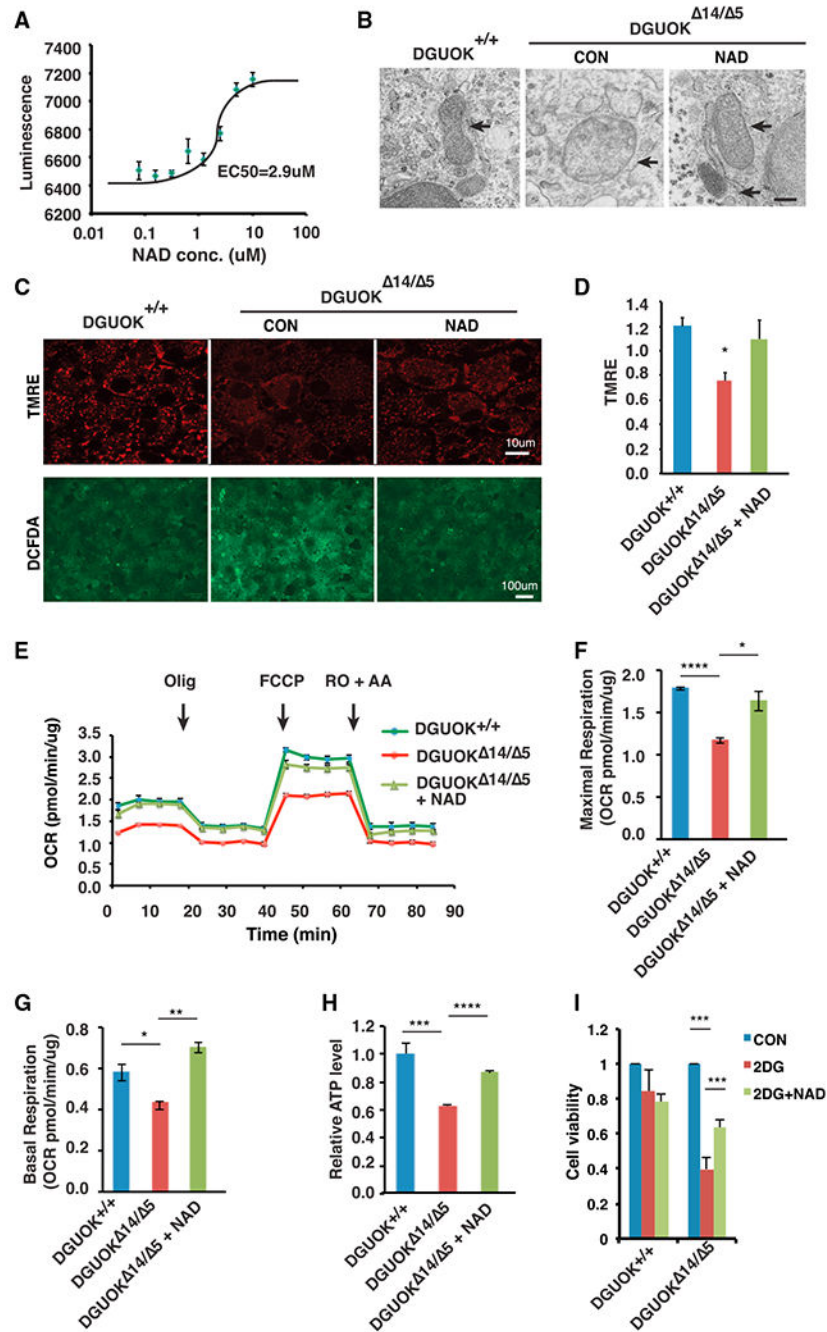 A
7400
7200
7000
6800
6600
6400
6200
Luminescence
EC50=2.9uM
0.01 0.1 1 10 100
NAD conc. (uM)
B
DGUOK+/+
DGUOKΔ14/Δ5
CON NAD
C
DGUOK+/+
DGUOKΔ14/Δ5
CON NAD
TMRE
10um
DCFDA
100um
D
1.4
1.2
1.0
0.8
0.6
0.4
0.2
0.0
TMRE
*
DGUOK+/+
DGUOKΔ14/Δ5
DGUOKΔ14/Δ5 + NAD
E
Olig FCCP RO + AA
3.5
3.0
2.5
2.0
1.5
1.0
0.5
0.0
OCR (pmol/min/ug)
DGUOK+/+
DGUOKΔ14/Δ5
DGUOKΔ14/Δ5
+ NAD
0 10 20 30 40 50 60 70 80 90
Time (min)
F
**** *
2.0
1.5
1.0
0.5
0.0
Maximal Respiration
(OCR pmol/mim/ug)
DGUOK+/+
DGUOKΔ14/Δ5
DGUOKΔ14/Δ5 + NAD
G
* **
0.8
0.6
0.4
0.2
0.0
Basal Respiration
(OCR pmol/mim/ug)
DGUOK+/+
DGUOKΔ14/Δ5
DGUOKΔ14/Δ5 + NAD
H
*** ****
1.2
1.0
0.8
0.6
0.4
0.2
0.0
Relative ATP level
DGUOK+/+
DGUOKΔ14/Δ5
DGUOKΔ14/Δ5 + NAD
I
***
***
CON
2DG
2DG+NAD
1.2
1
0.8
0.6
0.4
0.2
0
Cell viability
DGUOK+/+
DGUOKΔ14/Δ5